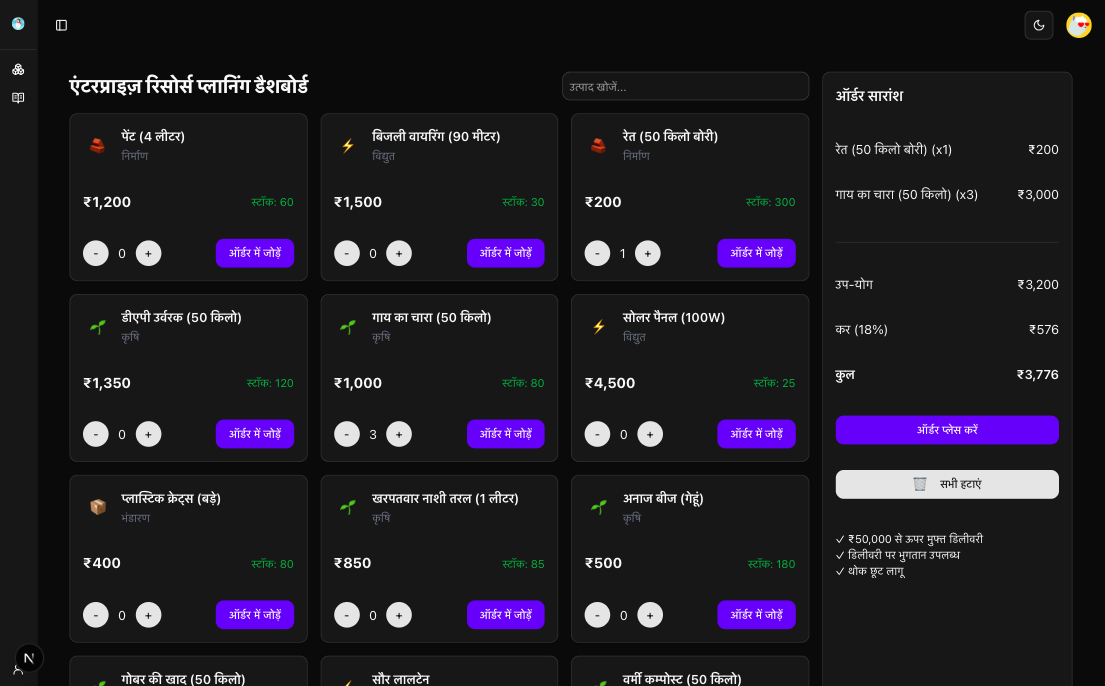 एंटरप्राइज़ रिसोर्स प्लानिंग डैशबोर्ड
उत्पाद खोजें...
पेंट (4 लीटर)
निर्माण
₹1,200
स्टॉक: 60
- 0 +
ऑर्डर में जोड़ें
बिजली वायरिंग (90 मीटर)
विद्युत
₹1,500
स्टॉक: 30
- 0 +
ऑर्डर में जोड़ें
रेत (50 किलो बोरी)
निर्माण
₹200
स्टॉक: 300
- 1 +
ऑर्डर में जोड़ें
डीएपी उर्वरक (50 किलो)
कृषि
₹1,350
स्टॉक: 120
- 0 +
ऑर्डर में जोड़ें
गाय का चारा (50 किलो)
कृषि
₹1,000
स्टॉक: 80
- 3 +
ऑर्डर में जोड़ें
सोलर पैनल (100W)
विद्युत
₹4,500
स्टॉक: 25
- 0 +
ऑर्डर में जोड़ें
प्लास्टिक क्रेट्स (बड़े)
भंडारण
₹400
स्टॉक: 80
- 0 +
ऑर्डर में जोड़ें
खरपतवार नाशी तरल (1 लीटर)
कृषि
₹850
स्टॉक: 85
- 0 +
ऑर्डर में जोड़ें
अनाज बीज (गेहूं)
कृषि
₹500
स्टॉक: 180
- 0 +
ऑर्डर में जोड़ें
गोबर की खाद (50 किलो)
सौर लालटेन
वर्मी कम्पोस्ट (50 किलो)
ऑर्डर सारांश
रेत (50 किलो बोरी) (x1) ₹200
गाय का चारा (50 किलो) (x3) ₹3,000
उप-योग ₹3,200
कर (18%) ₹576
कुल ₹3,776
ऑर्डर प्लेस करें
सभी हटाएं
✓ ₹50,000 से ऊपर मुफ्त डिलीवरी
✓ डिलीवरी पर भुगतान उपलब्ध
✓ थोक छूट लागू
N